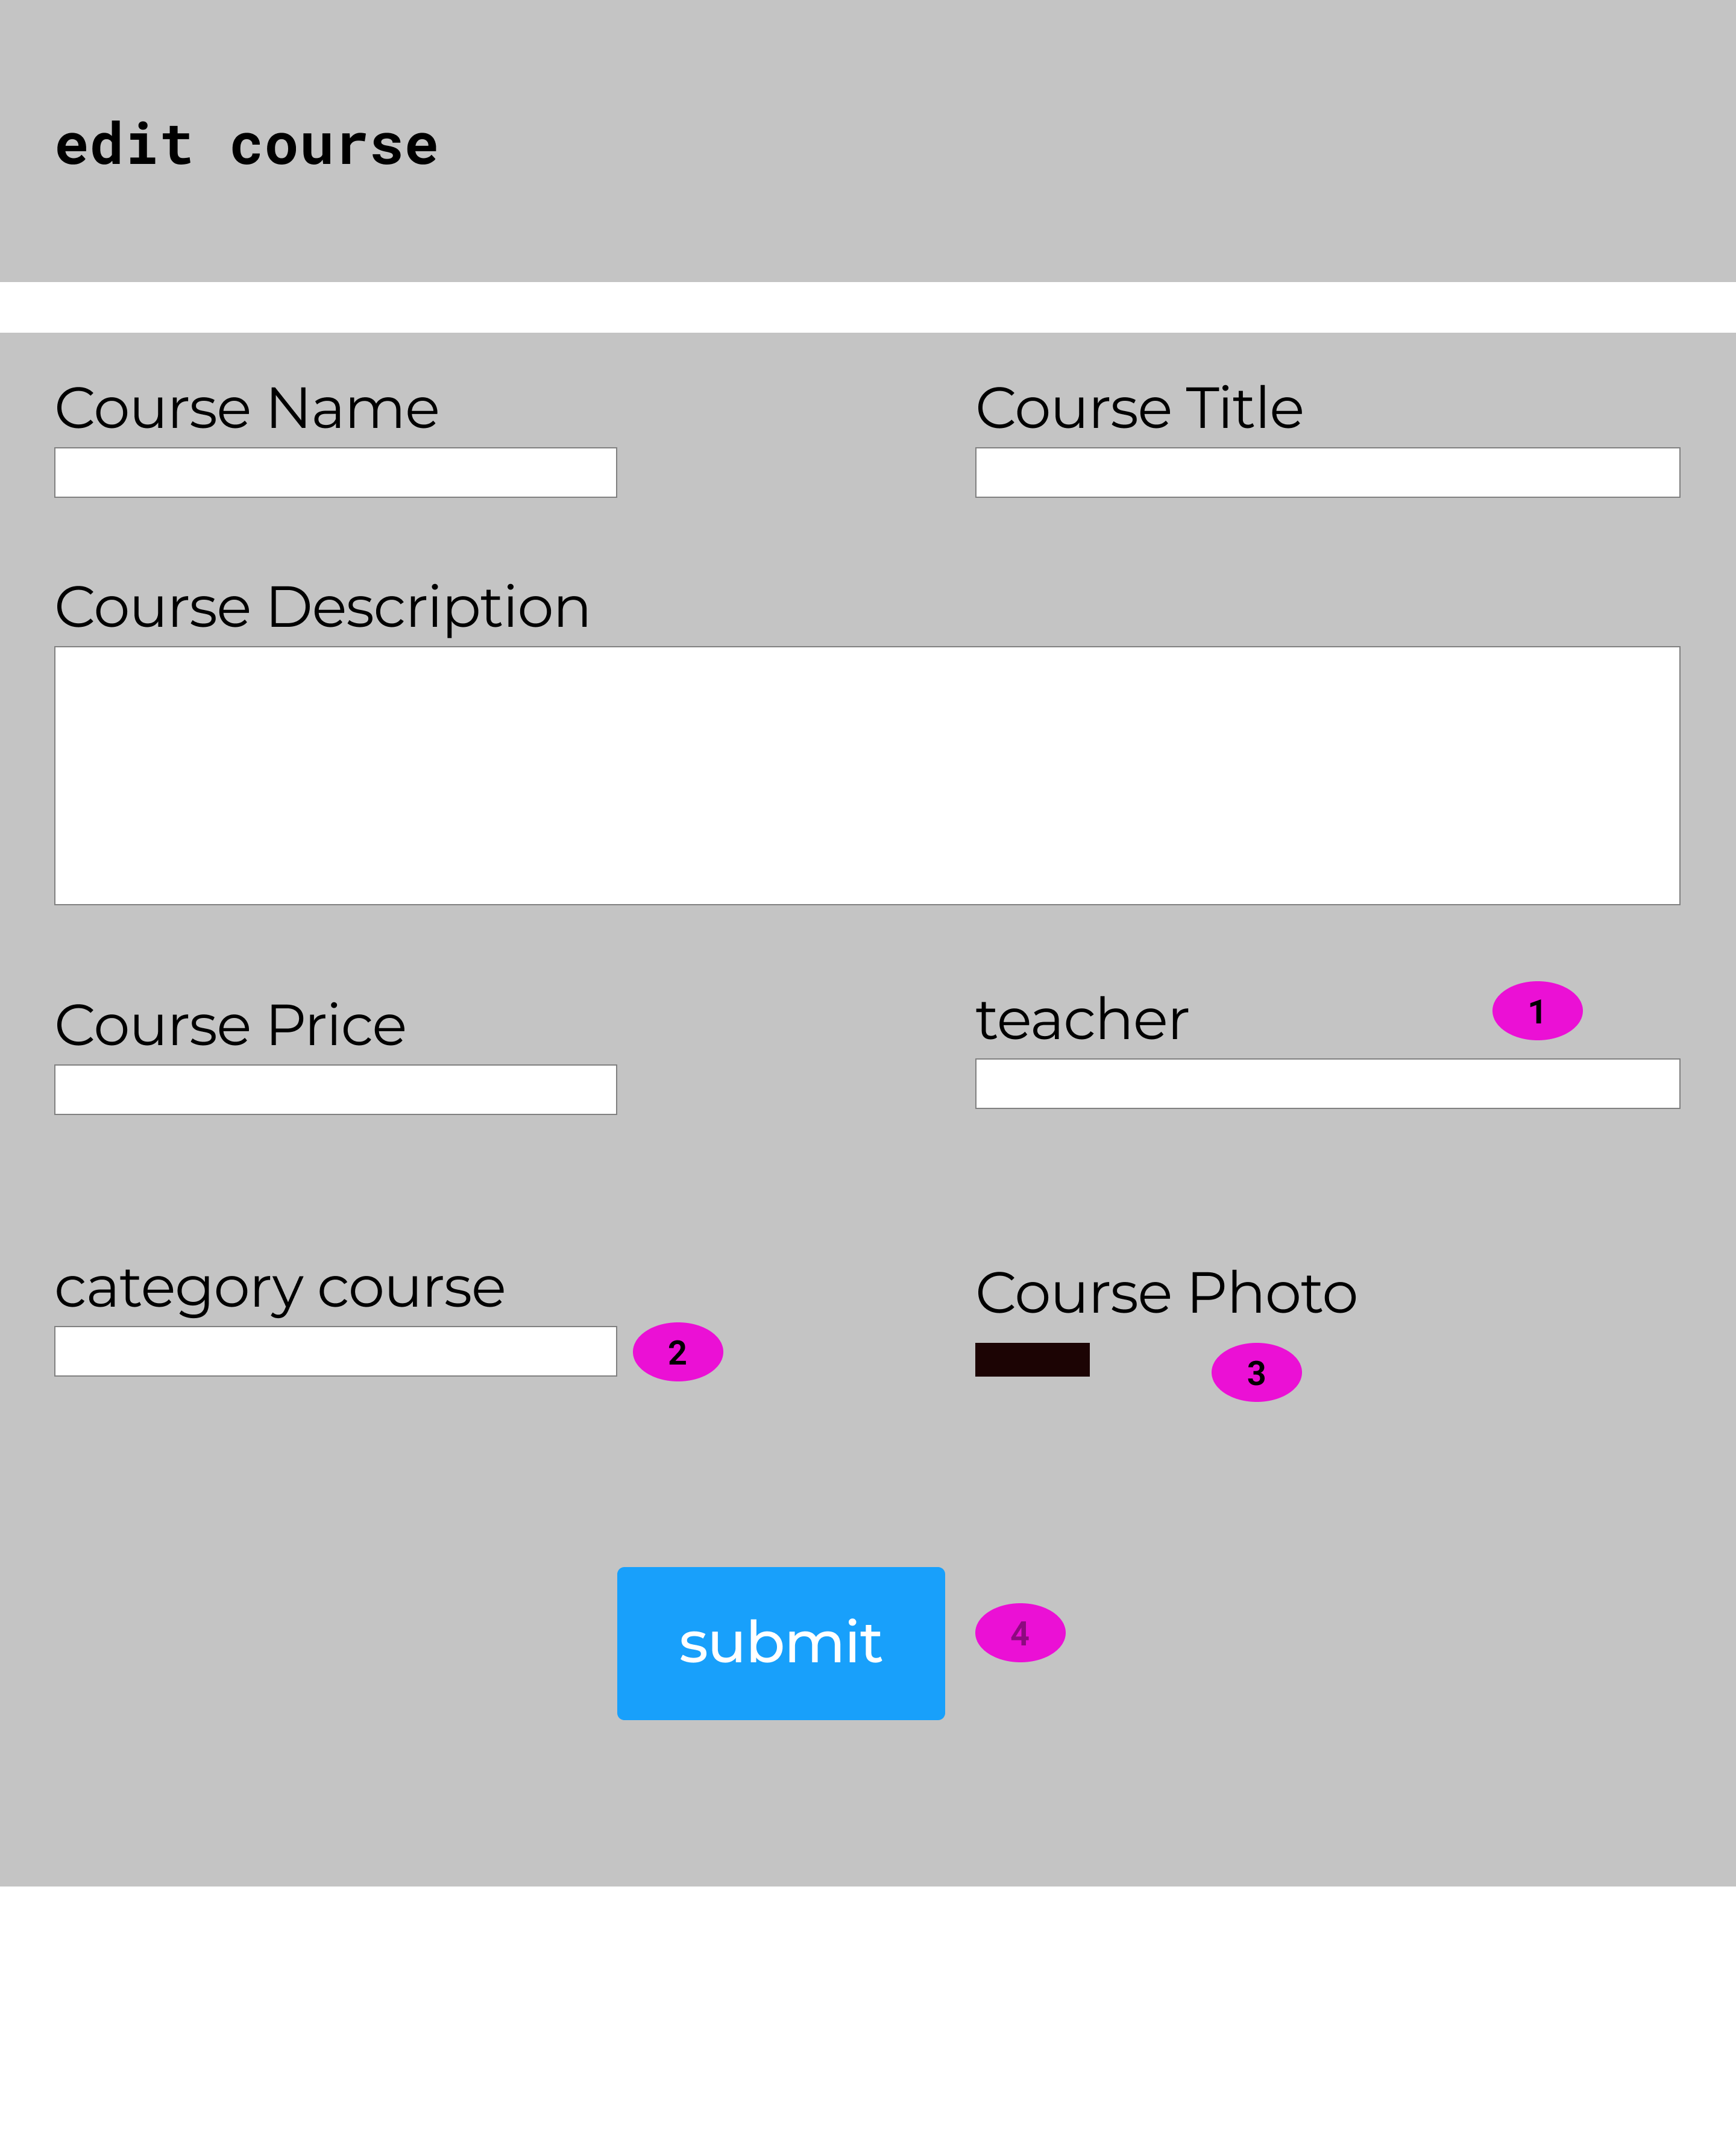 edit course
Course Name
Course Title
Course Description
Course Price
teacher
1
category course
2
Course Photo
3
submit
4